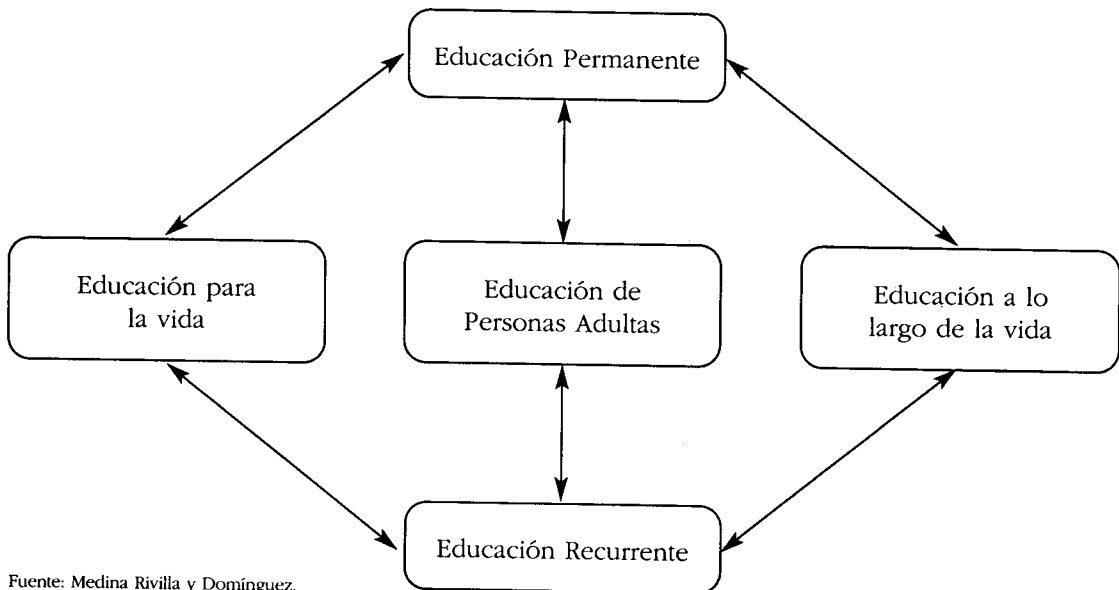 Educación Permanente
Educación para
la vida
Educación de
Personas Adultas
Educación a lo
largo de la vida
Educación Recurrente
Fuente: Medina Rivilla y Domínguez.